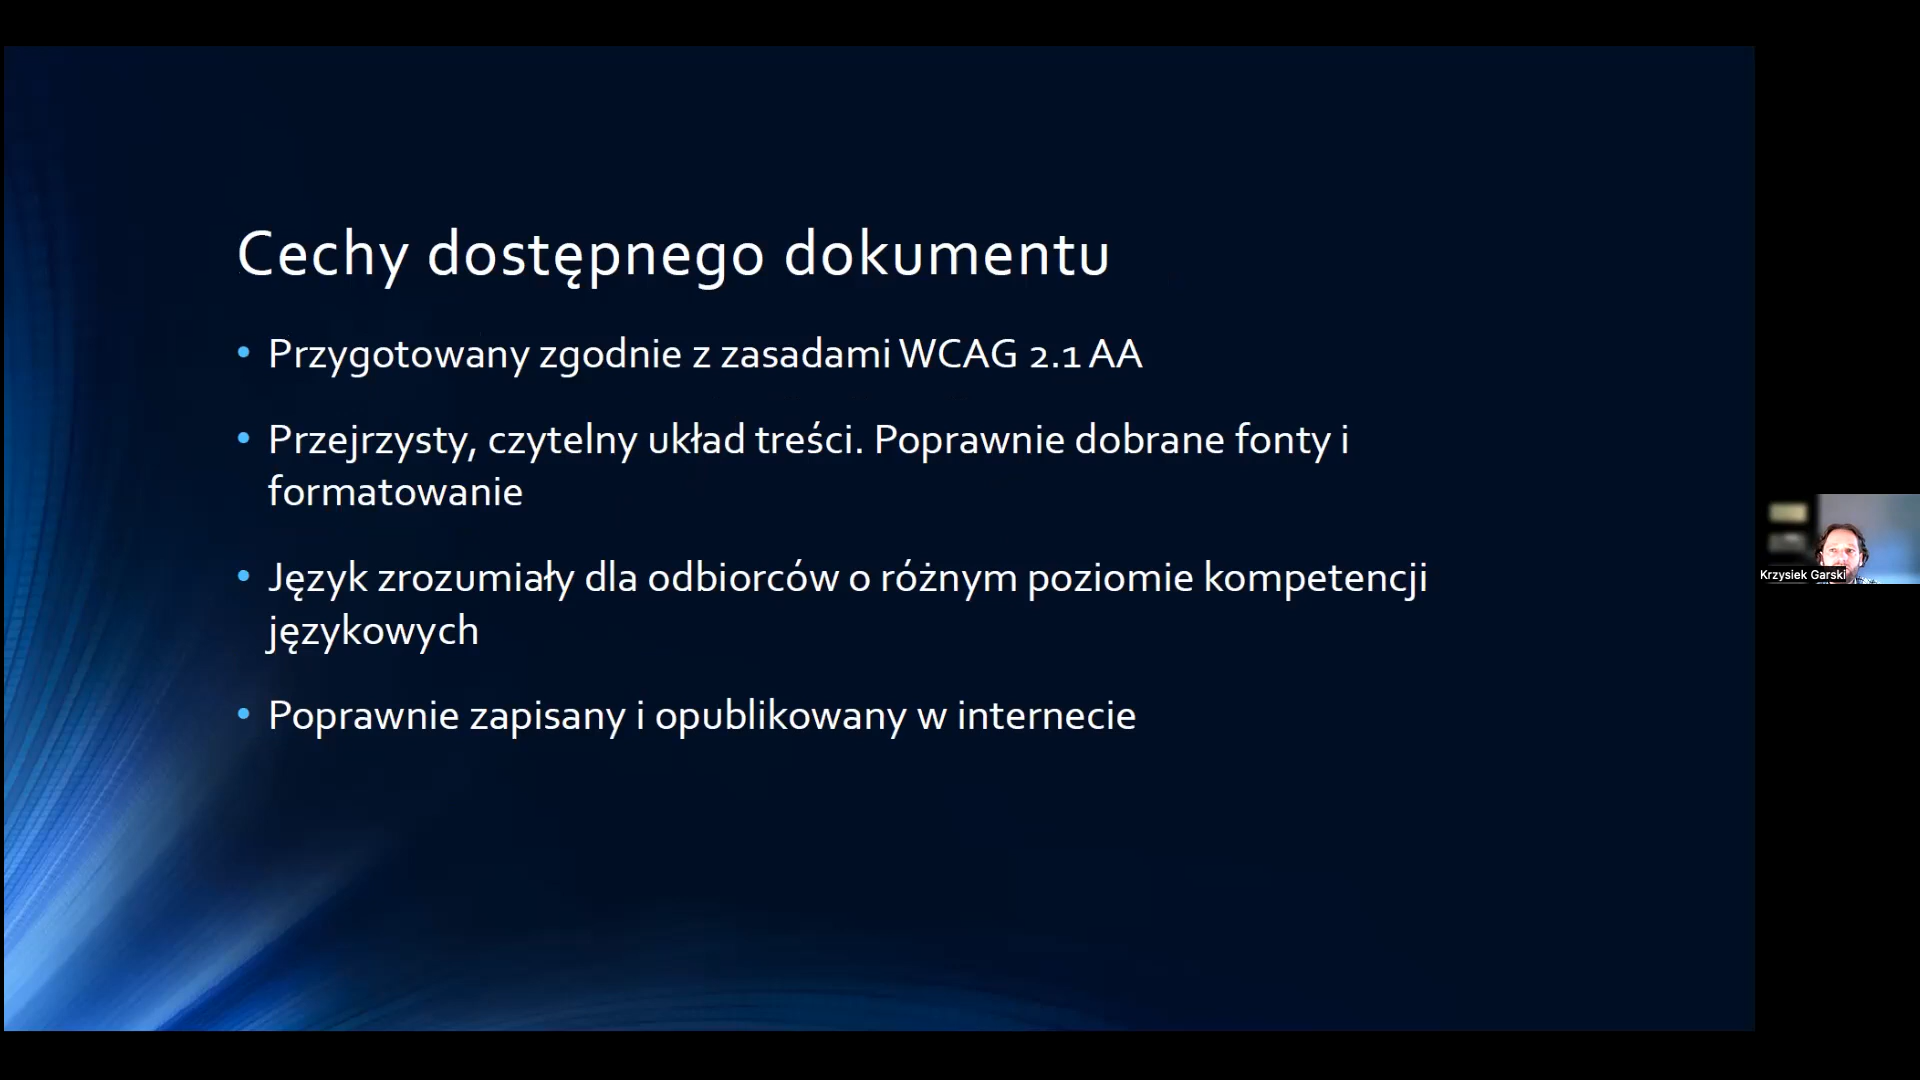 Cechy dostępnego dokumentu
• Przygotowany zgodnie z zasadami WCAG 2.1 AA
• Przejrzysty, czytelny układ treści. Poprawnie dobrane fonty i
formatowanie
• Język zrozumiały dla odbiorców o różnym poziomie kompetencji
językowych
• Poprawnie zapisany i opublikowany w internecie
Krzysiek Garski